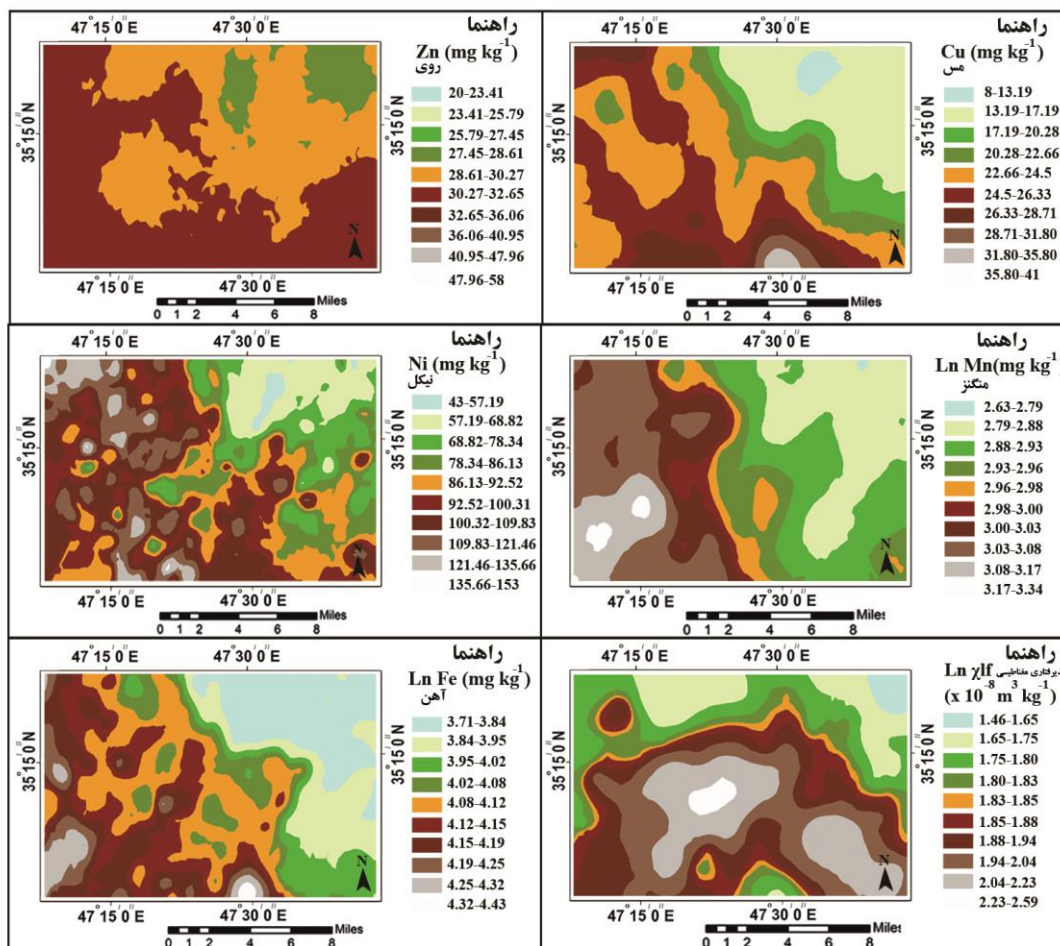 47° 15' 0" E 47° 30' 0" E
35° 15' 0" N
35° 15' 0" N
راهنما
Zn (mg kg-1)
روی
20-23.41
23.41-25.79
25.79-27.45
27.45-28.61
28.61-30.27
30.27-32.65
32.65-36.06
36.06-40.95
40.95-47.96
47.96-58
N
47° 15' 0" E 47° 30' 0" E
0 1 2 4 6 8 Miles
47° 15' 0" E 47° 30' 0" E
35° 15' 0" N
35° 15' 0" N
راهنما
Cu (mg kg-1)
مس
8-13.19
13.19-17.19
17.19-20.28
20.28-22.66
22.66-24.5
24.5-26.33
26.33-28.71
28.71-31.80
31.80-35.80
35.80-41
N
47° 15' 0" E 47° 30' 0" E
0 1 2 4 6 8 Miles
47° 15' 0" E 47° 30' 0" E
35° 15' 0" N
35° 15' 0" N
راهنما
Ni (mg kg-1)
نیکل
43-57.19
57.19-68.82
68.82-78.34
78.34-86.13
86.13-92.52
92.52-100.31
100.32-109.83
109.83-121.46
121.46-135.66
135.66-153
N
47° 15' 0" E 47° 30' 0" E
0 1 2 4 6 8 Miles
47° 15' 0" E 47° 30' 0" E
35° 15' 0" N
35° 15' 0" N
راهنما
Ln Mn(mg kg-1)
منگنز
2.63-2.79
2.79-2.88
2.88-2.93
2.93-2.96
2.96-2.98
2.98-3.00
3.00-3.03
3.03-3.08
3.08-3.17
3.17-3.34
N
47° 15' 0" E 47° 30' 0" E
0 1 2 4 6 8 Miles
47° 15' 0" E 47° 30' 0" E
35° 15' 0" N
35° 15' 0" N
راهنما
Ln Fe (mg kg-1)
آهن
3.71-3.84
3.84-3.95
3.95-4.02
4.02-4.08
4.08-4.12
4.12-4.15
4.15-4.19
4.19-4.25
4.25-4.32
4.32-4.43
N
47° 15' 0" E 47° 30' 0" E
0 1 2 4 6 8 Miles
47° 15' 0" E 47° 30' 0" E
35° 15' 0" N
35° 15' 0" N
راهنما
Ln χlf
(x 10-8 m3 kg-1)
1.46-1.65
1.65-1.75
1.75-1.80
1.80-1.83
1.83-1.85
1.85-1.88
1.88-1.94
1.94-2.04
2.04-2.23
2.23-2.59
N
47° 15' 0" E 47° 30' 0" E
0 1 2 4 6 8 Miles